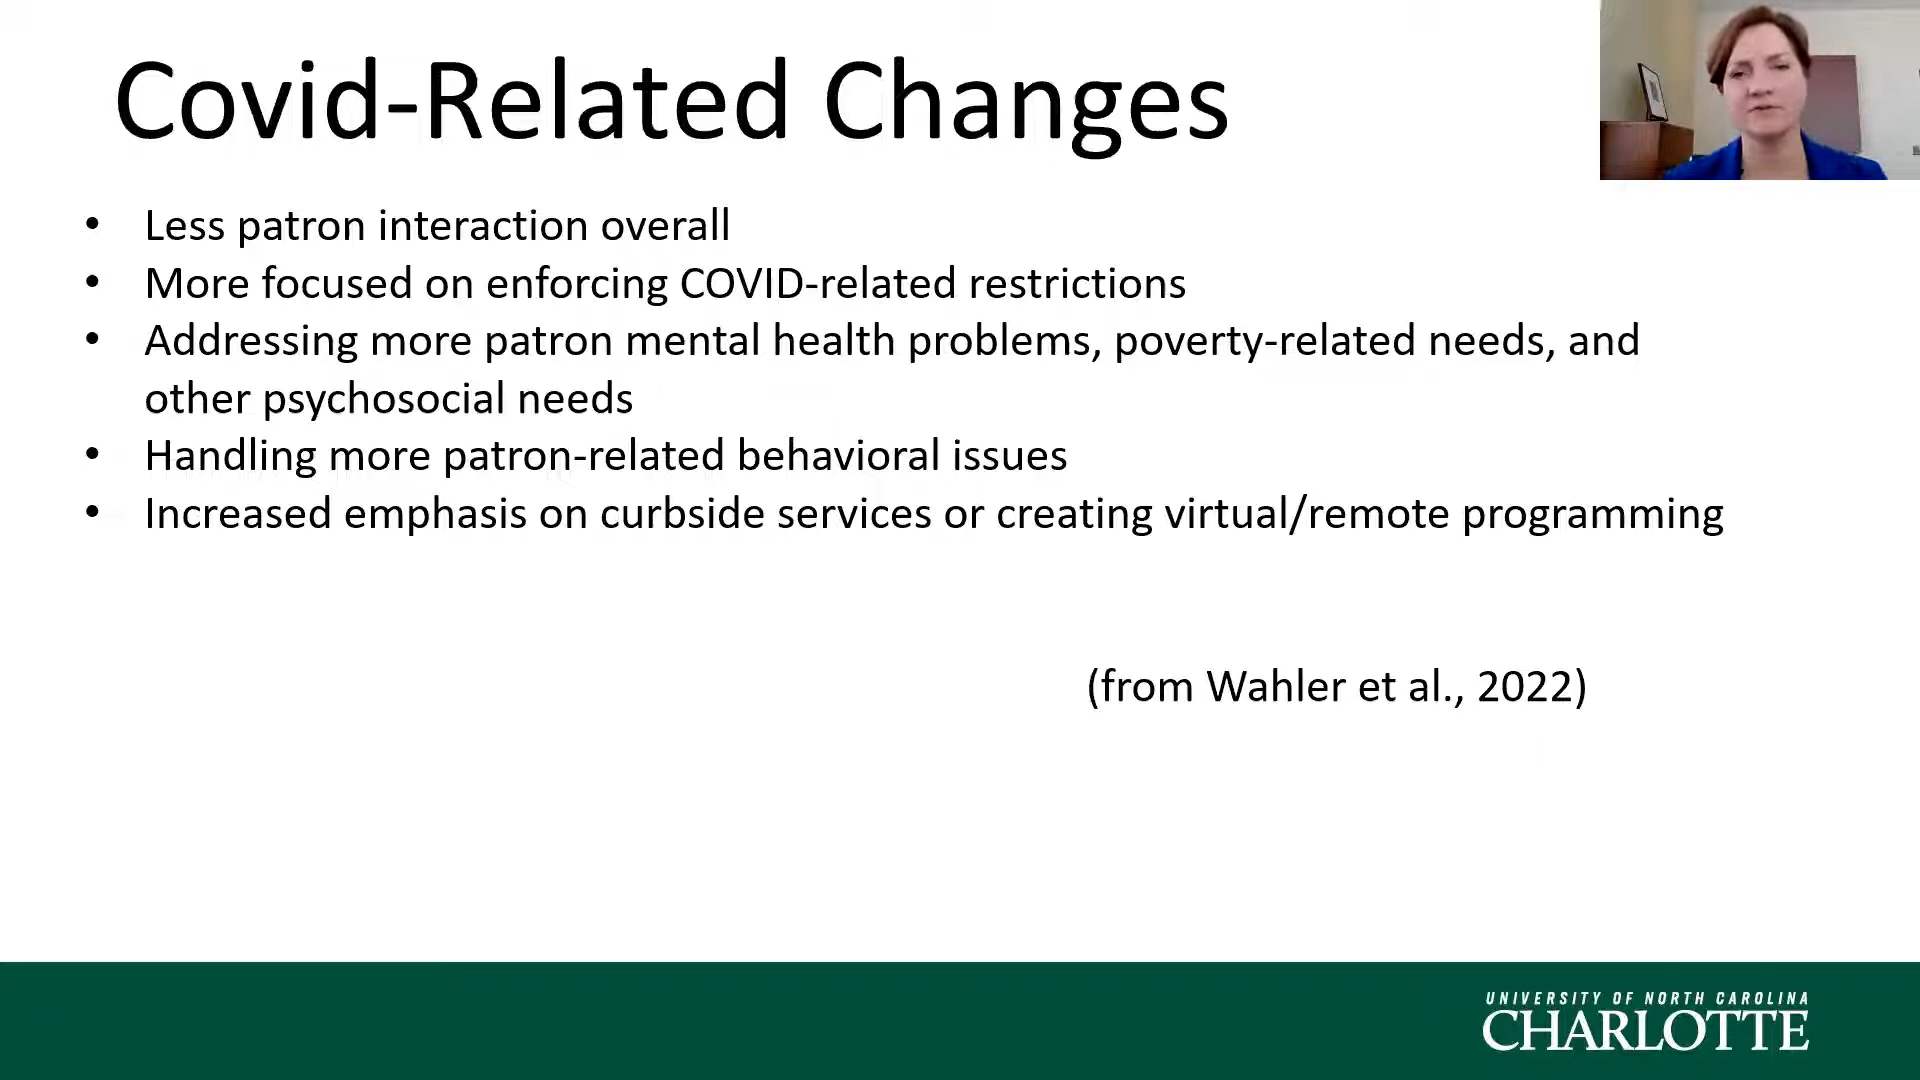 Covid-Related Changes
• Less patron interaction overall
• More focused on enforcing COVID-related restrictions
• Addressing more patron mental health problems, poverty-related needs, and
other psychosocial needs
• Handling more patron-related behavioral issues
• Increased emphasis on curbside services or creating virtual/remote programming
(from Wahler et al., 2022)
UNIVERSITY OF NORTH CAROLINA
CHARLOTTE